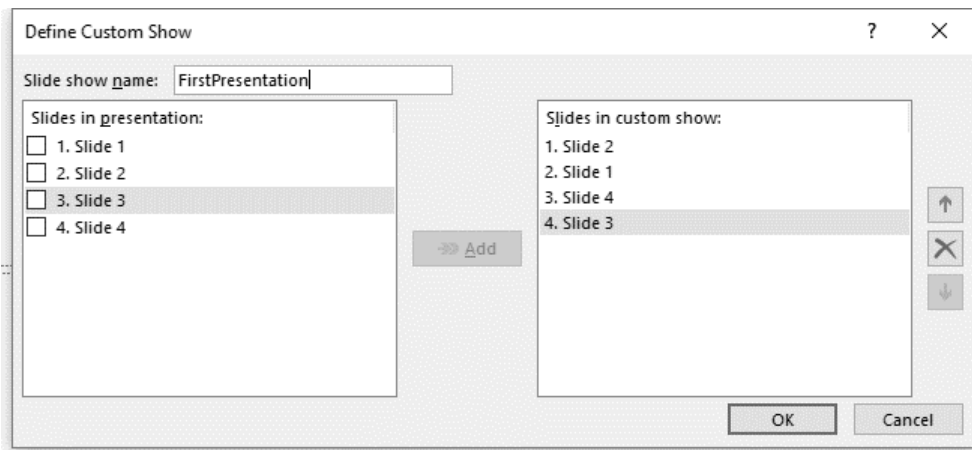 Define Custom Show
?
Slide show name: FirstPresentation
Slides in presentation:
1. Slide 1
2. Slide 2
3. Slide 3
4. Slide 4
Add
Slides in custom show:
1. Slide 2
2. Slide 1
3. Slide 4
4. Slide 3
OK
Cancel